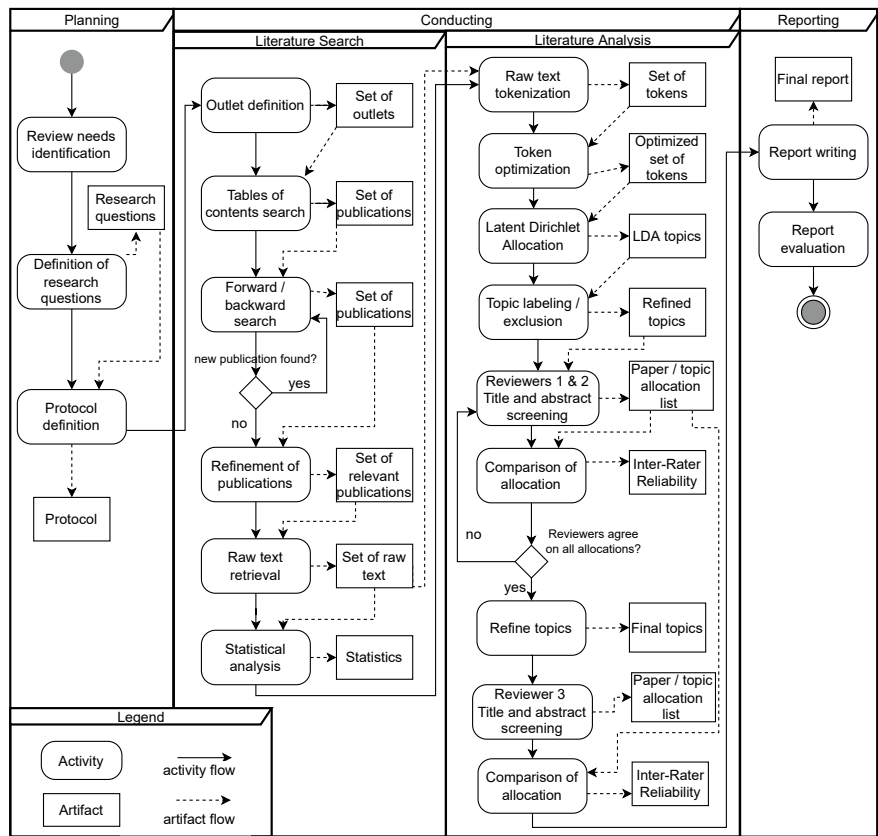 Planning
Conducting
Reporting
Literature Search
Literature Analysis
Review needs
identification
Research
questions
Definition of
research
questions
Protocol
definition
Protocol
Outlet definition
Set of
outlets
Tables of
contents search
Set of
publications
Forward /
backward
search
Set of
publications
new publication found?
yes
no
Refinement of
publications
Set of
relevant
publications
Raw text
retrieval
Set of raw
text
Statistical
analysis
Statistics
Raw text
tokenization
Set of
tokens
Token
optimization
Optimized
set of
tokens
Latent Dirichlet
Allocation
LDA topics
Topic labeling /
exclusion
Refined
topics
Reviewers 1 & 2
Title and abstract
screening
Paper / topic
allocation
list
Comparison of
allocation
Inter-Rater
Reliability
no
Reviewers agree
on all allocations?
yes
Refine topics
Final topics
Reviewer 3
Title and abstract
screening
Paper / topic
allocation
list
Comparison of
allocation
Inter-Rater
Reliability
Final report
Report writing
Report
evaluation
Legend
Activity
activity flow
Artifact
artifact flow